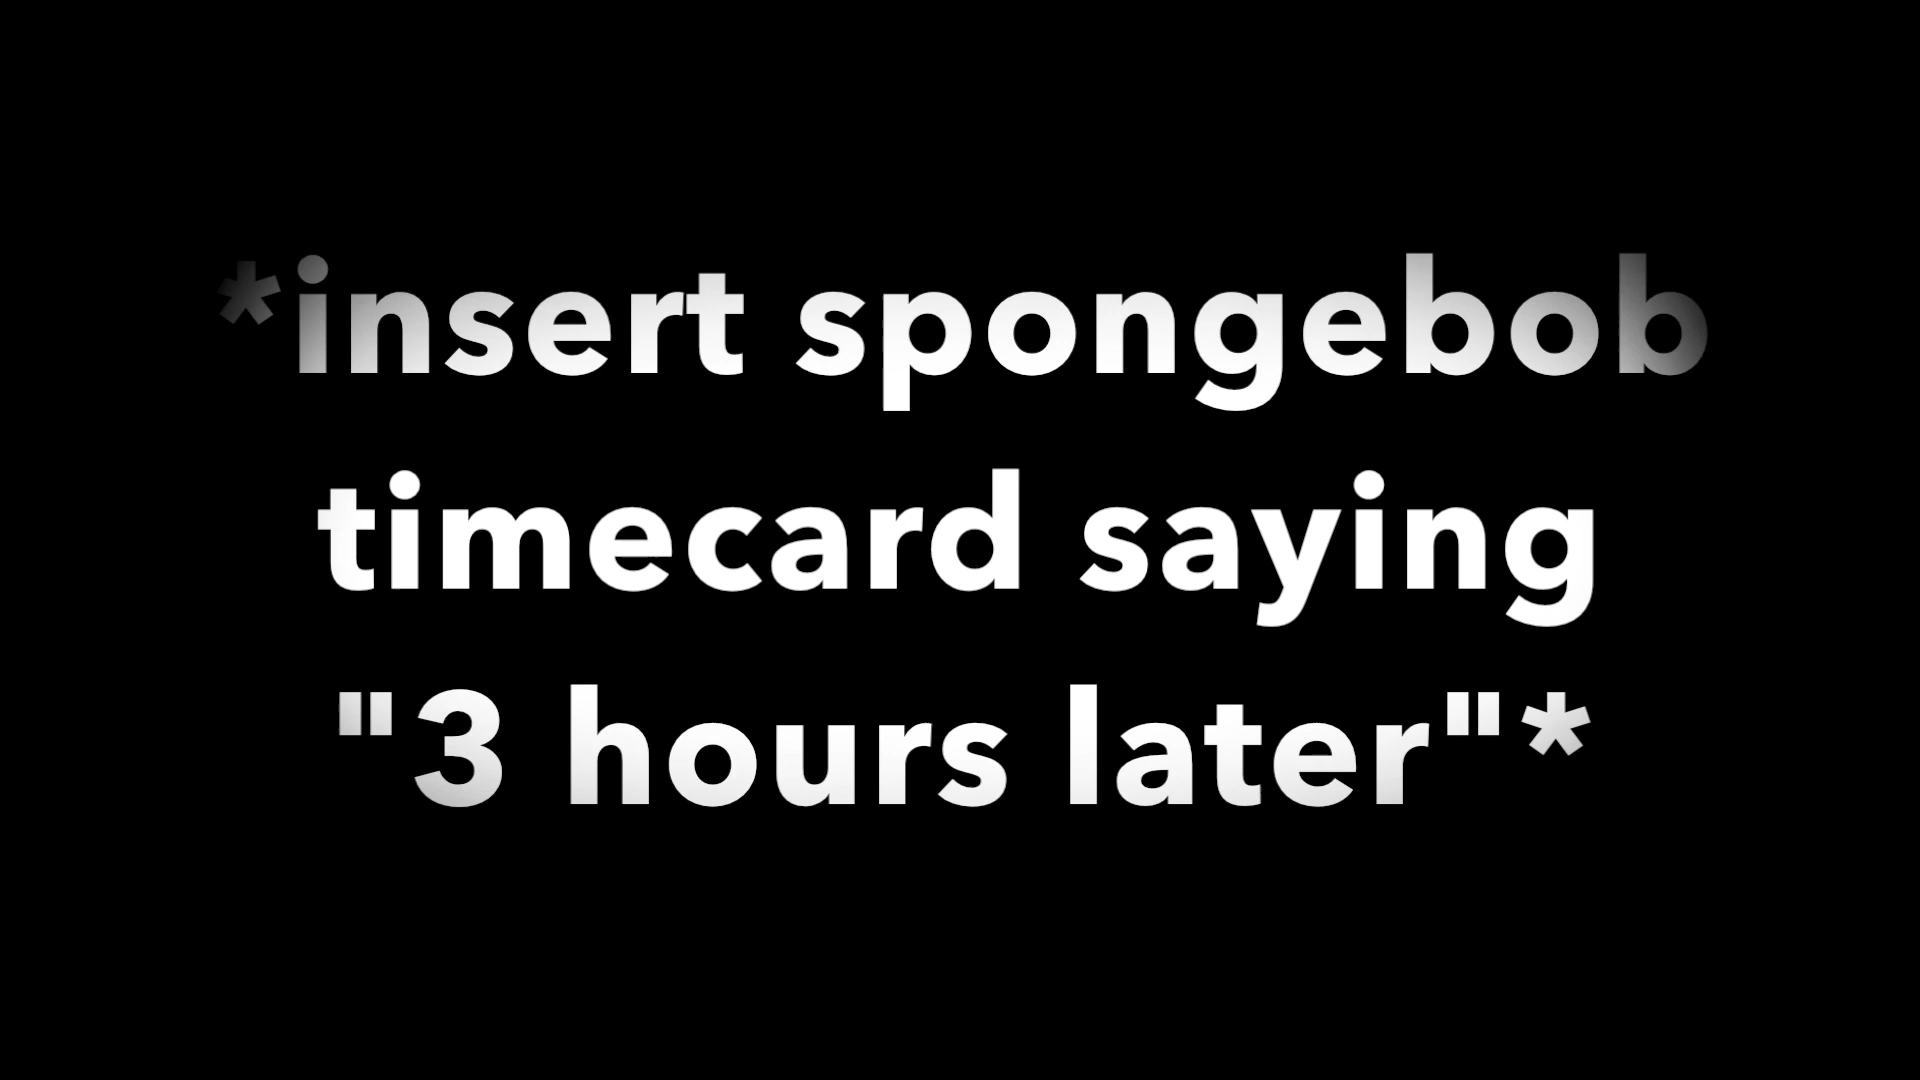 *insert spongebob
timecard saying
"3 hours later"*